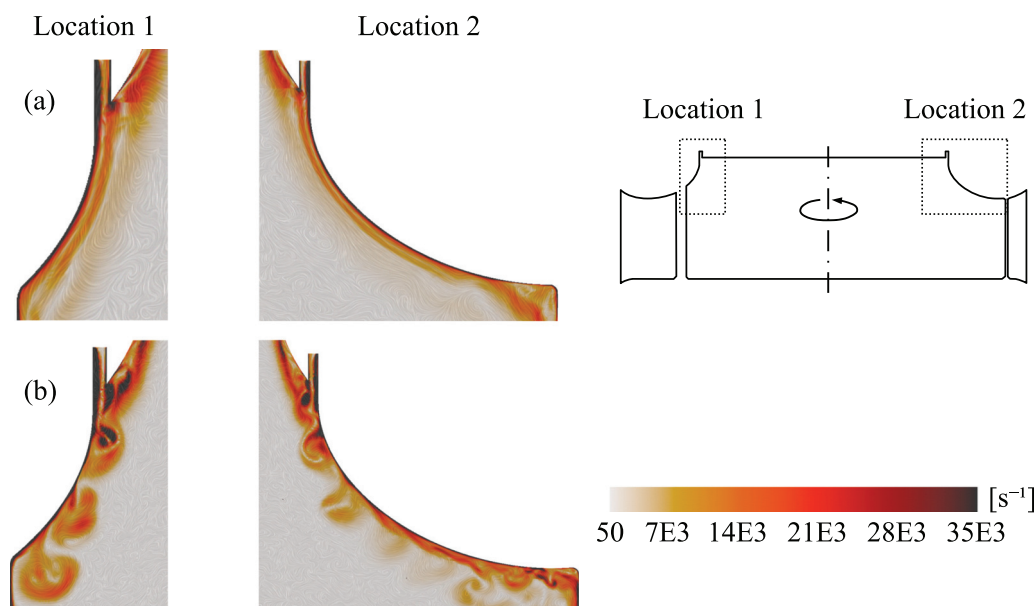 Location 1
Location 2
(a)
Location 1
Location 2
(b)
[s⁻¹]
50 7E3 14E3 21E3 28E3 35E3